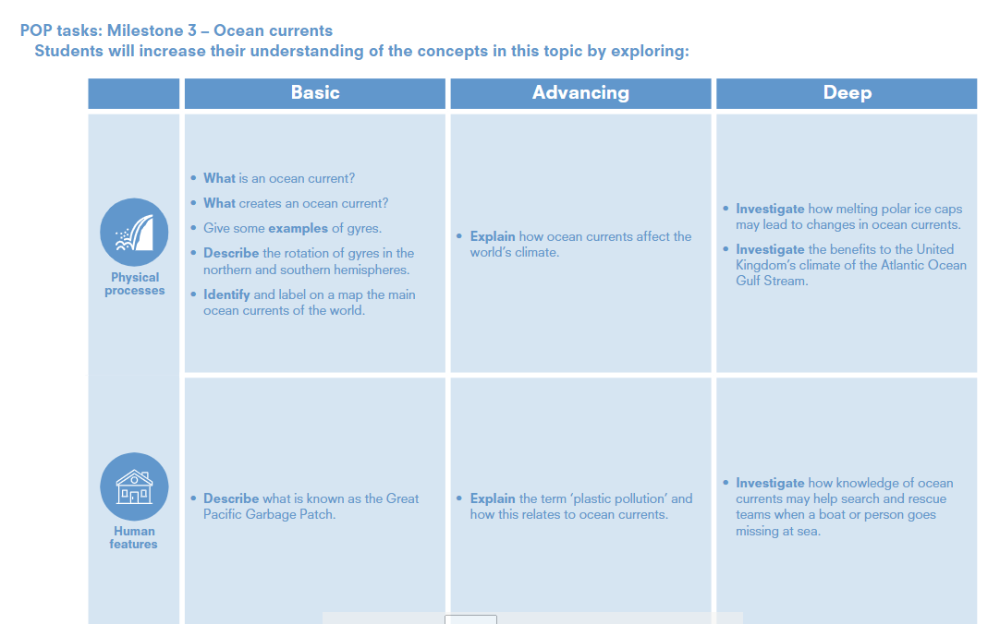 POP tasks: Milestone 3 – Ocean currents
Students will increase their understanding of the concepts in this topic by exploring:
Basic
Advancing
Deep
Physical
processes
• What is an ocean current?
• What creates an ocean current?
• Give some examples of gyres.
• Describe the rotation of gyres in the
northern and southern hemispheres.
• Identify and label on a map the main
ocean currents of the world.
• Explain how ocean currents affect the
world's climate.
• Investigate how melting polar ice caps
may lead to changes in ocean currents.
• Investigate the benefits to the United
Kingdom's climate of the Atlantic Ocean
Gulf Stream.
Human
features
• Describe what is known as the Great
Pacific Garbage Patch.
• Explain the term ‘plastic pollution’ and
how this relates to ocean currents.
• Investigate how knowledge of ocean
currents may help search and rescue
teams when a boat or person goes
missing at sea.